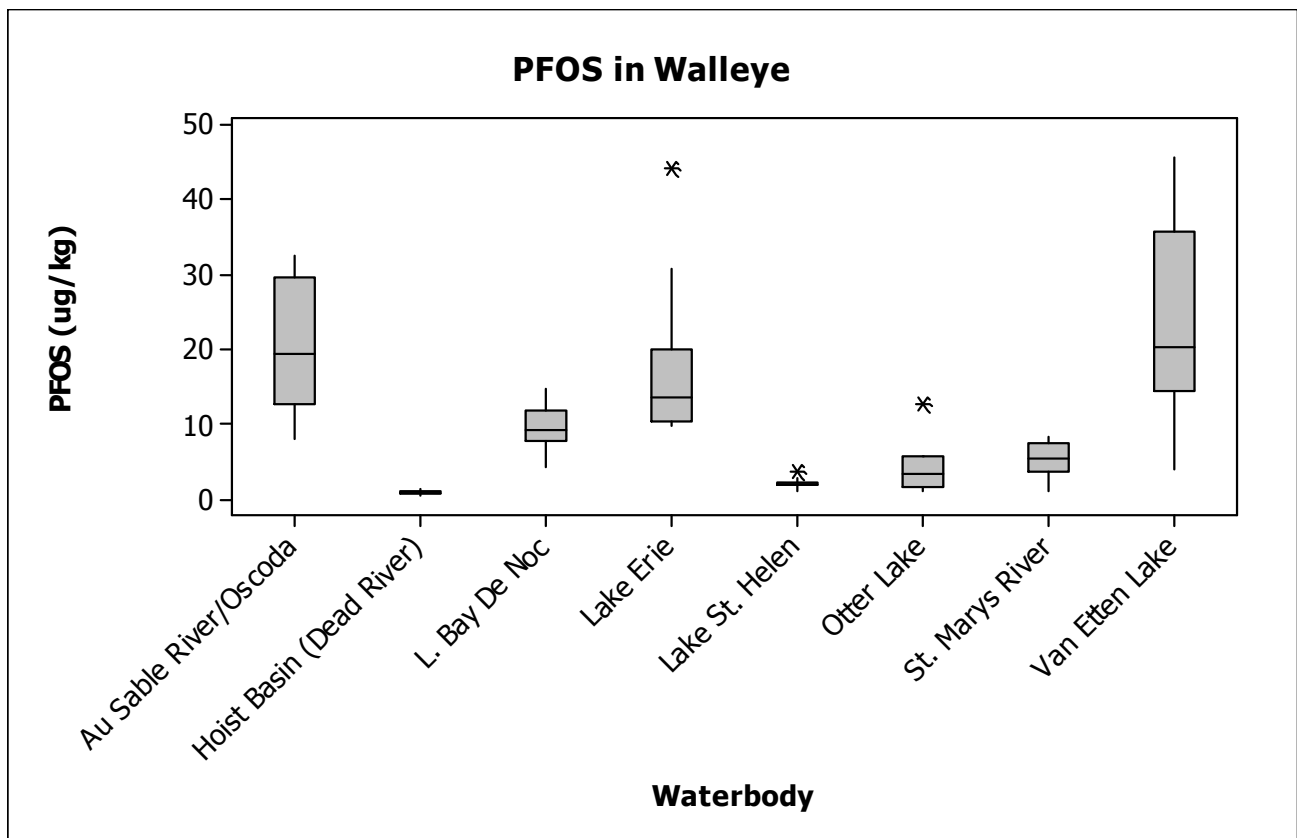 PFOS in Walleye
PFOS (ug/kg)
50
40
30
20
10
0
Au Sable River/Oscoda
Hoist Basin (Dead River)
L. Bay De Noc
Lake Erie
Lake St. Helen
Otter Lake
St. Marys River
Van Etten Lake
Waterbody